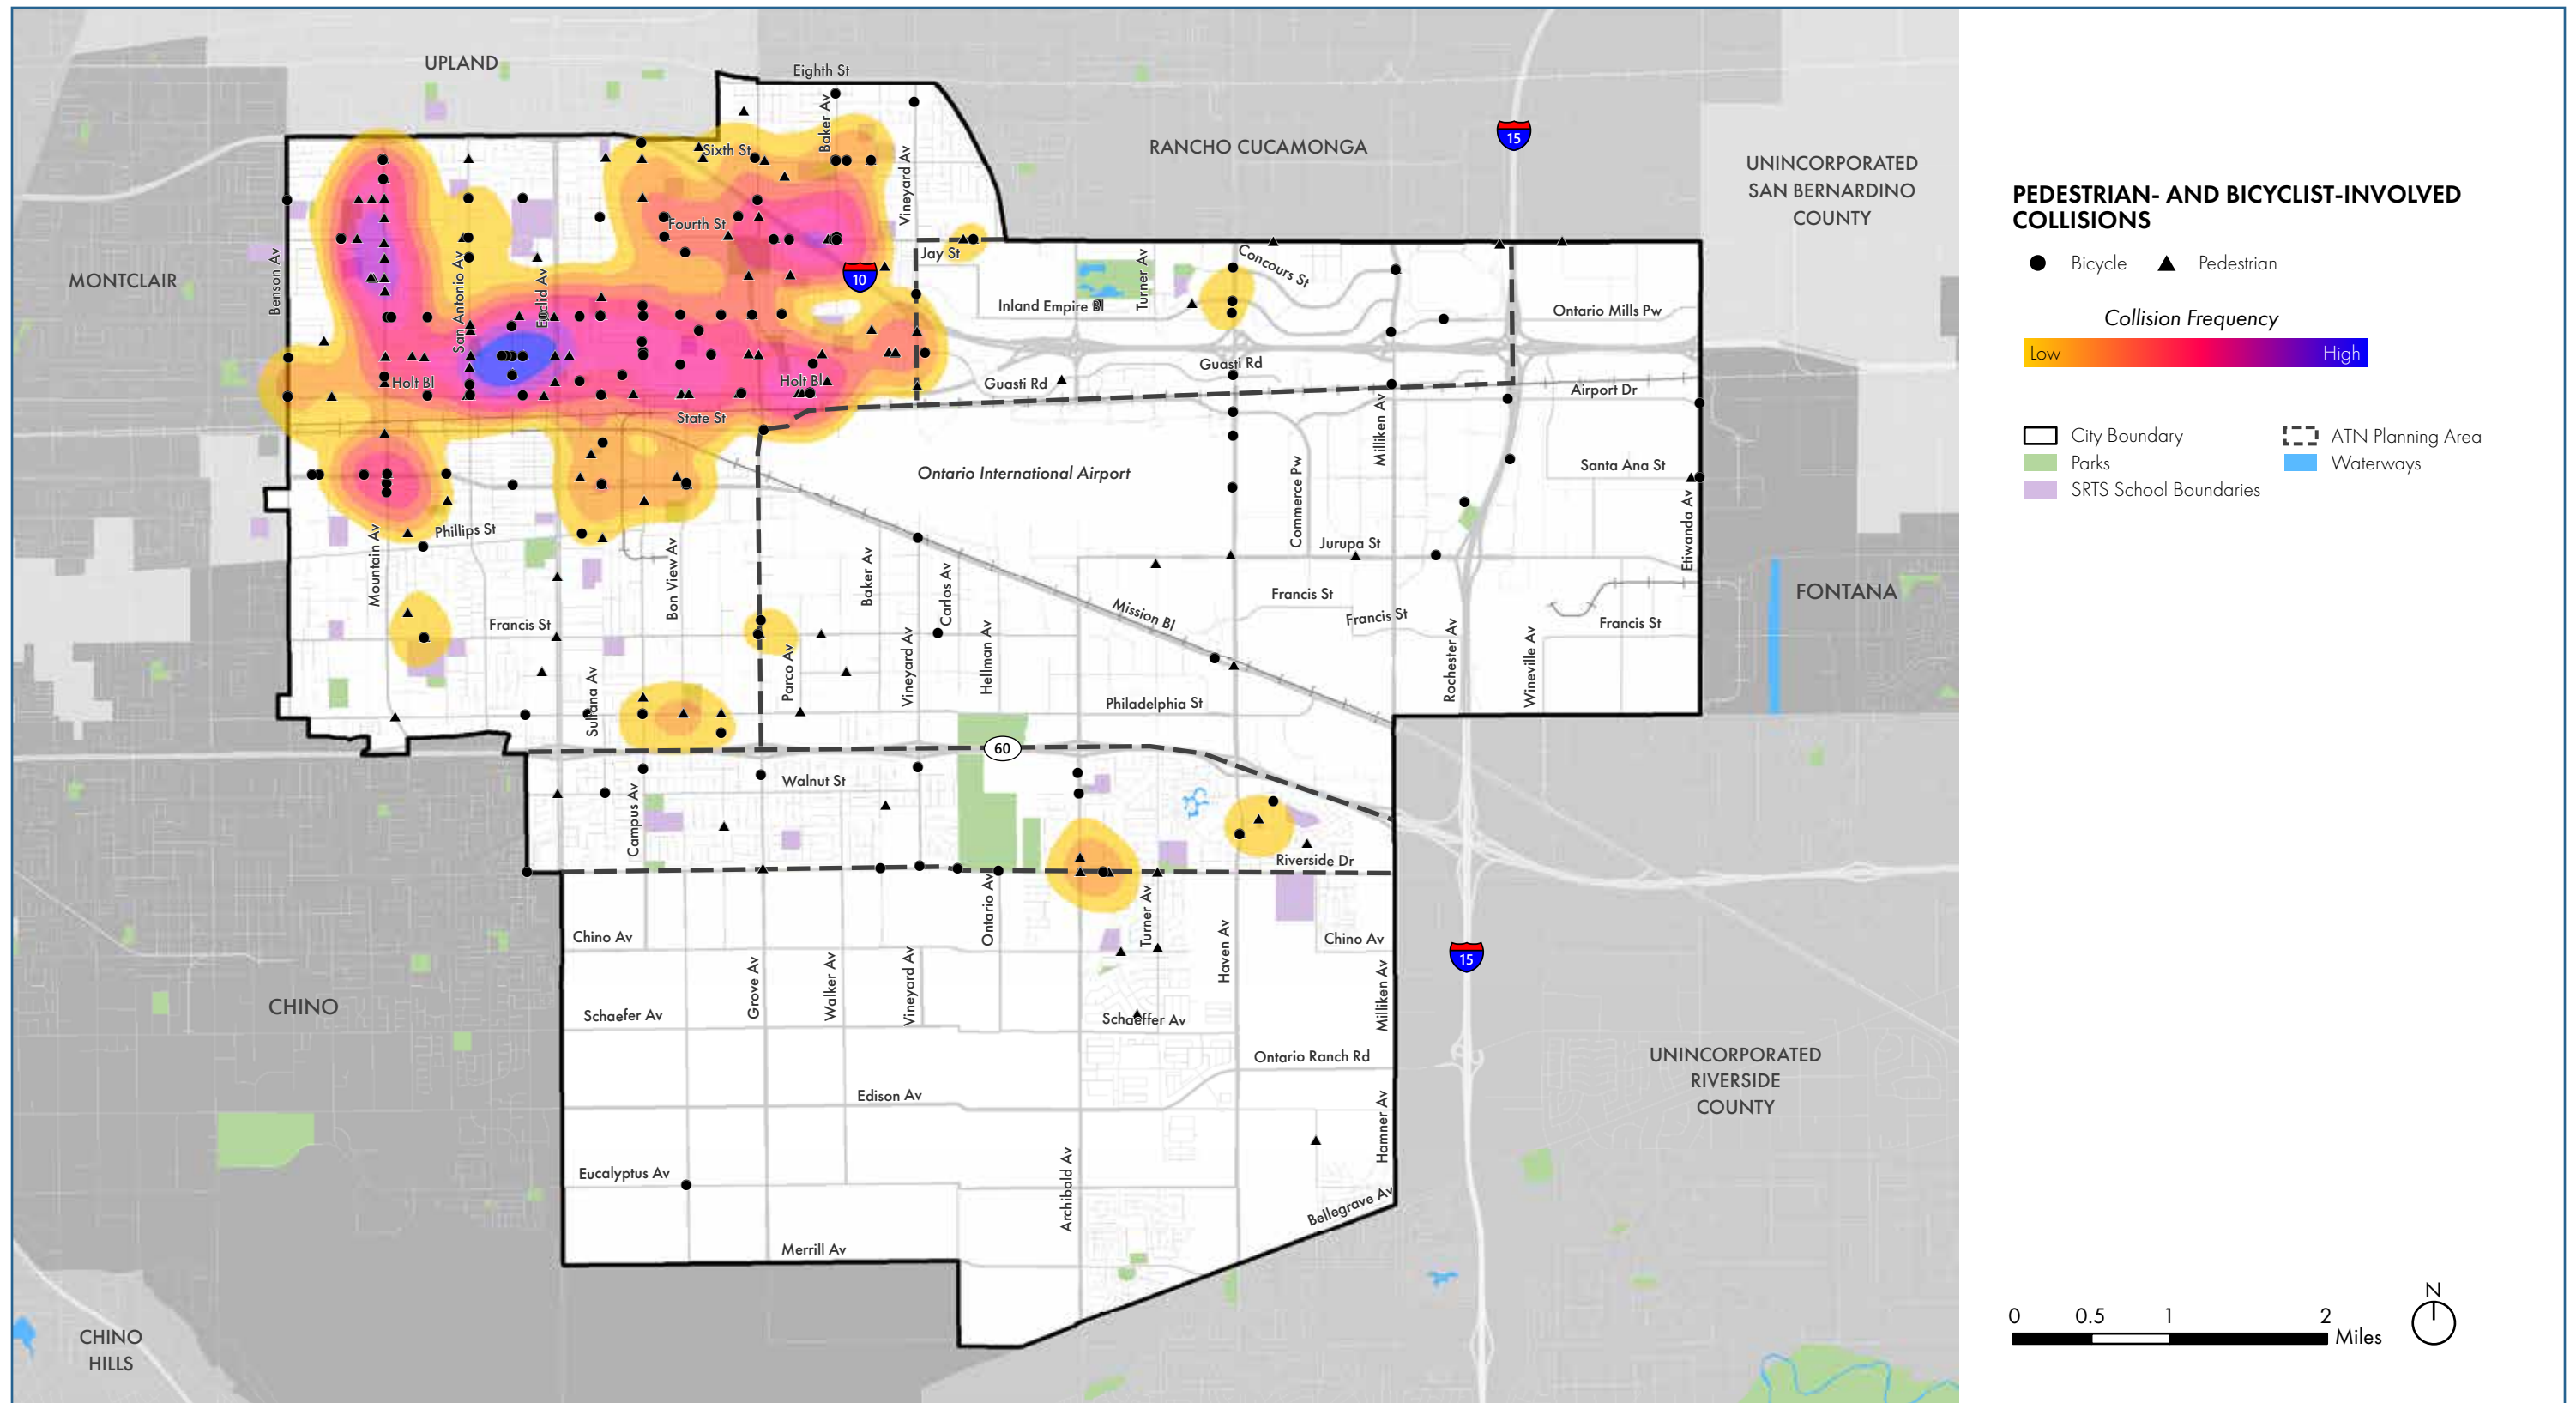 UPLAND
Eighth St
Baker Av
Sixth St
RANCHO CUCAMONGA
15
UNINCORPORATED
SAN BERNARDINO
COUNTY
Vineyard Av
Fourth St
MONTCLAIR
Benson Av
San Antonio Av
Euclid Av
10
Jay St
Turner Av
Concours St
Inland Empire Bl
Ontario Mills Pw
Guasti Rd
Guasti Rd
Holt Bl
Holt Bl
Airport Dr
State St
Milliken Av
Ontario International Airport
Commerce Pw
Santa Ana St
Etiwanda Av
Mountain Av
Phillips St
Bon View Av
Baker Av
Carlos Av
Jurupa St
Francis St
Francis St
Mission Bl
Francis St
Francis St
FONTANA
Parco Av
Vineyard Av
Hellman Av
Rochester Av
Wineville Av
Sultana Av
Philadelphia St
60
Walnut St
Campus Av
Riverside Dr
Ontario Av
Turner Av
Haven Av
Chino Av
Chino Av
15
CHINO
Grove Av
Walker Av
Vineyard Av
Milliken Av
Schaefer Av
Schaeffer Av
Ontario Ranch Rd
UNINCORPORATED
RIVERSIDE
COUNTY
Edison Av
Hamner Av
Archibald Av
Eucalyptus Av
Bellegrave Av
Merrill Av
CHINO
HILLS
PEDESTRIAN- AND BICYCLIST-INVOLVED
COLLISIONS
Bicycle
Pedestrian
Collision Frequency
Low
High
City Boundary
ATN Planning Area
Parks
Waterways
SRTS School Boundaries
N
0 0.5 1 2
Miles